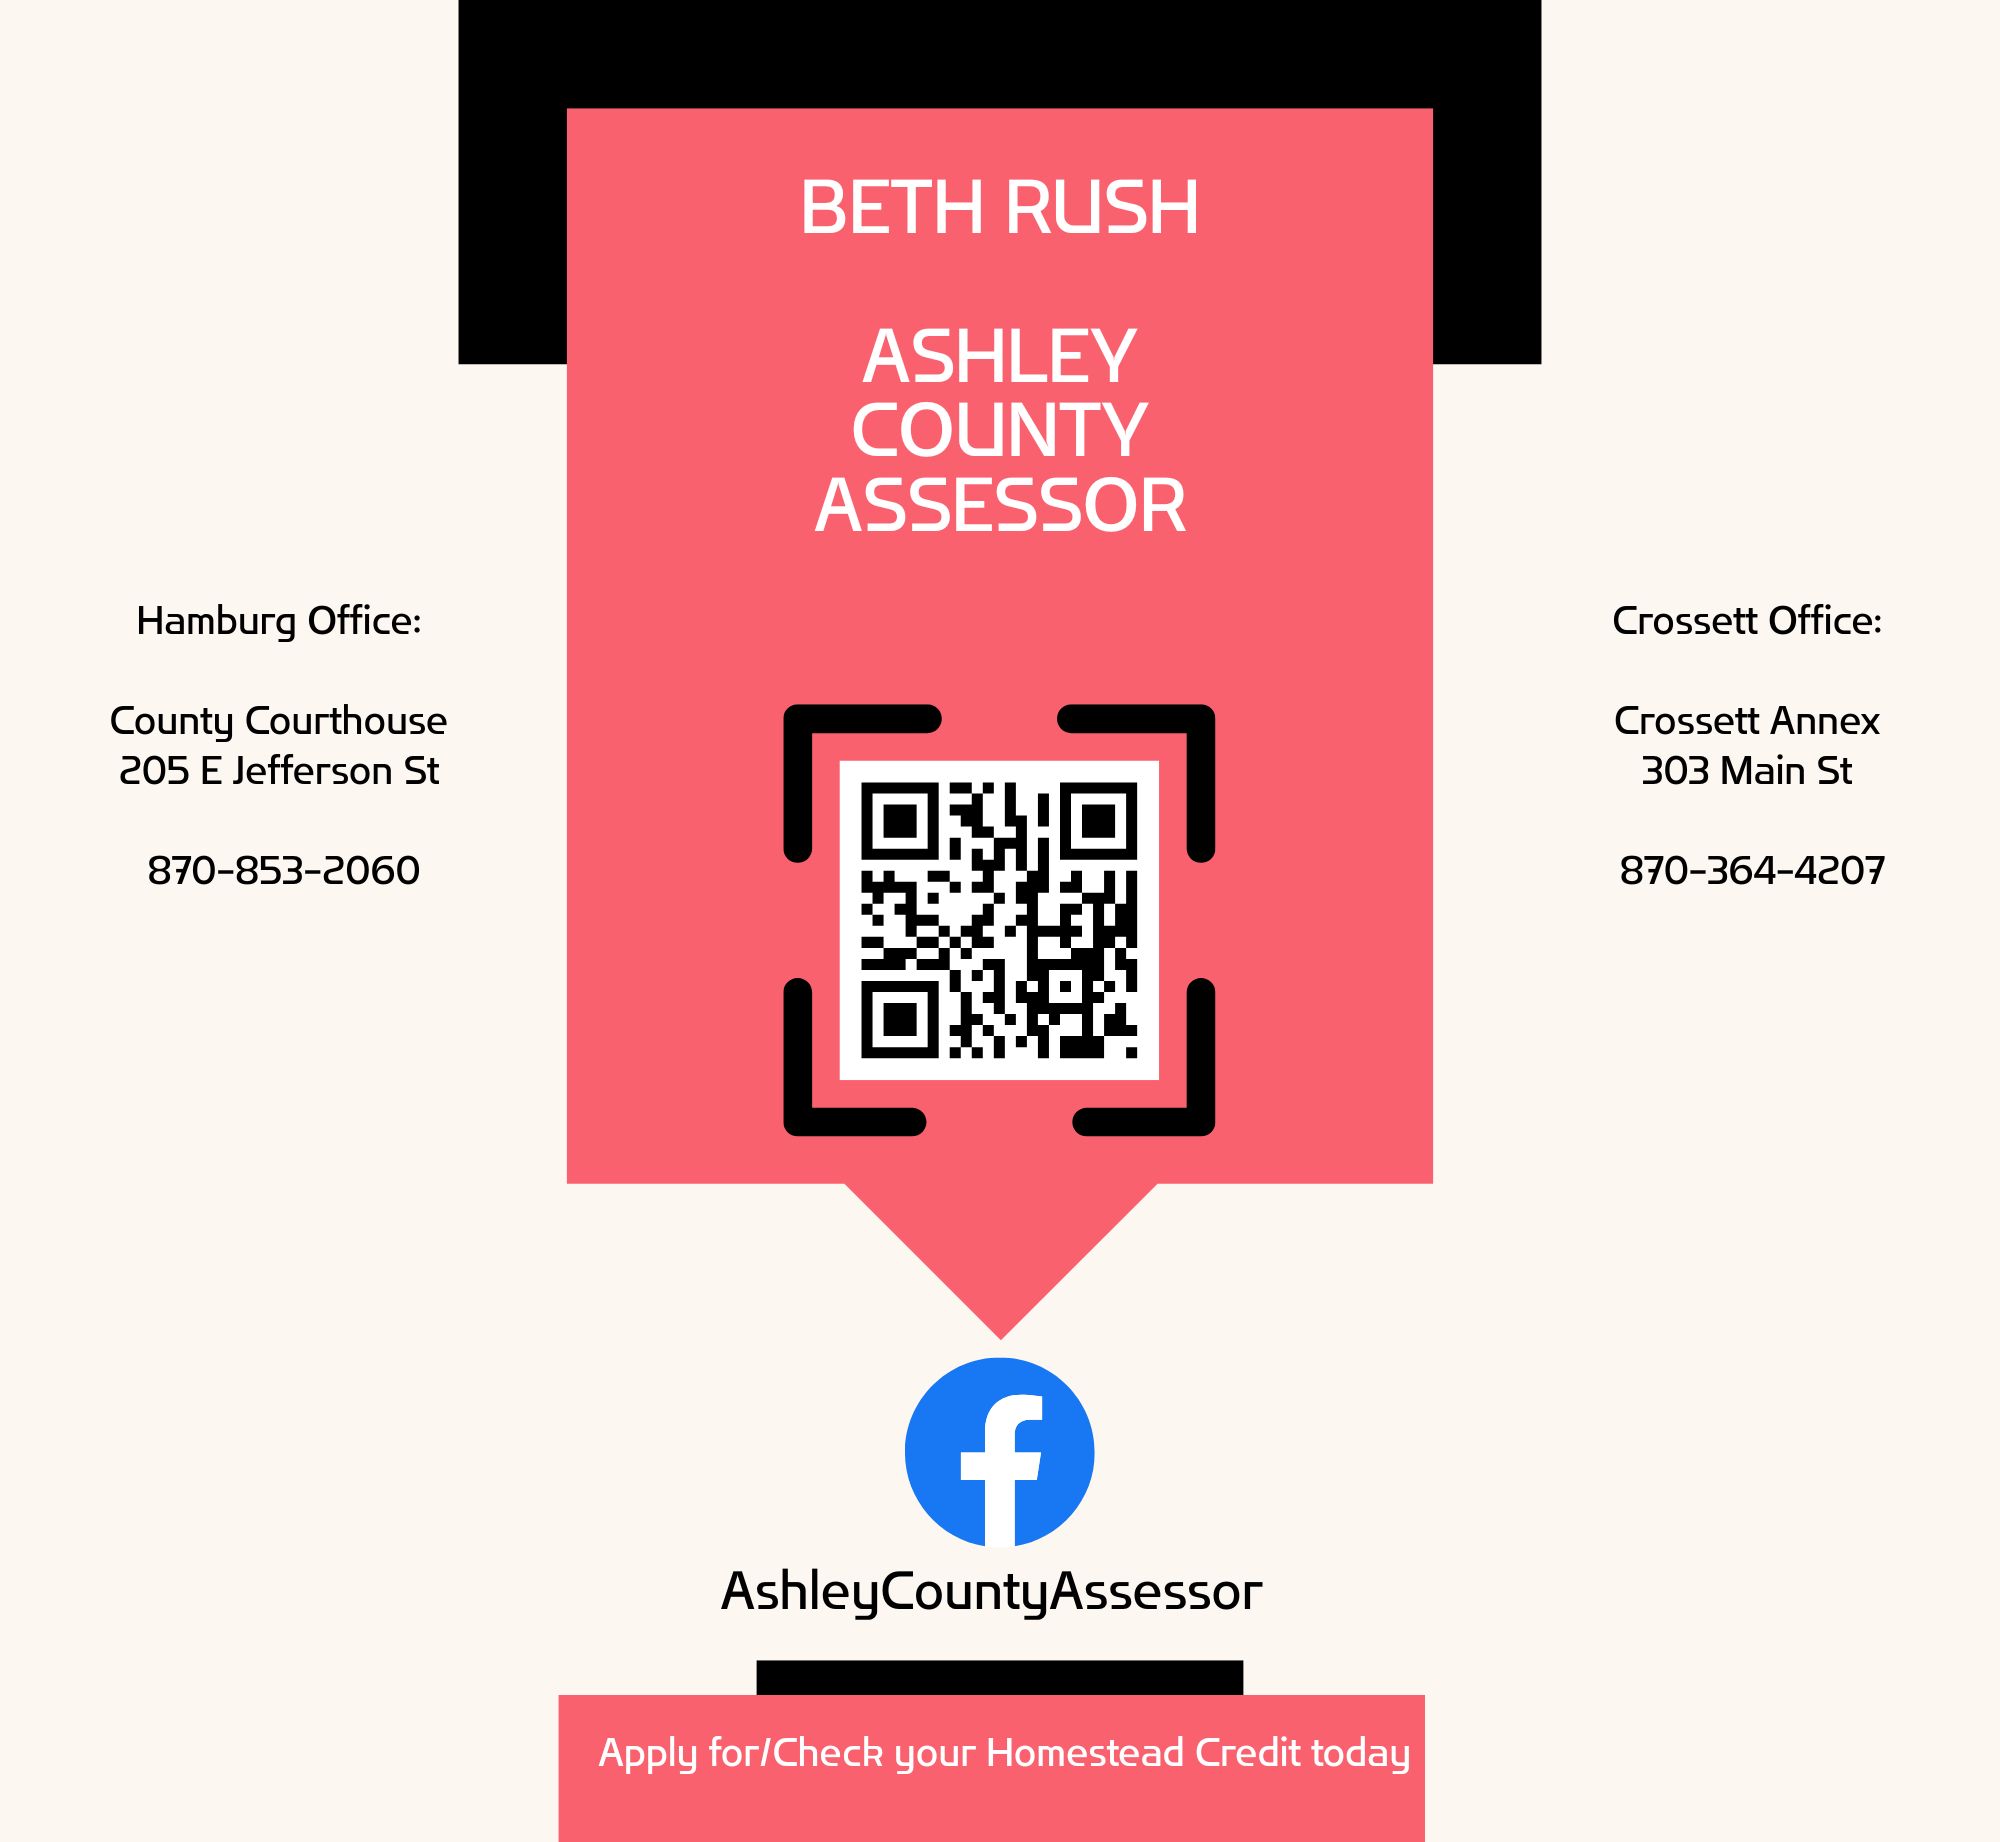 BETH RUSH
ASHLEY
COUNTY
ASSESSOR
Hamburg Office:
County Courthouse
205 E Jefferson St
870-853-2060
Crossett Office:
Crossett Annex
303 Main St
870-364-4207
AshleyCountyAssessor
Apply for/Check your Homestead Credit today